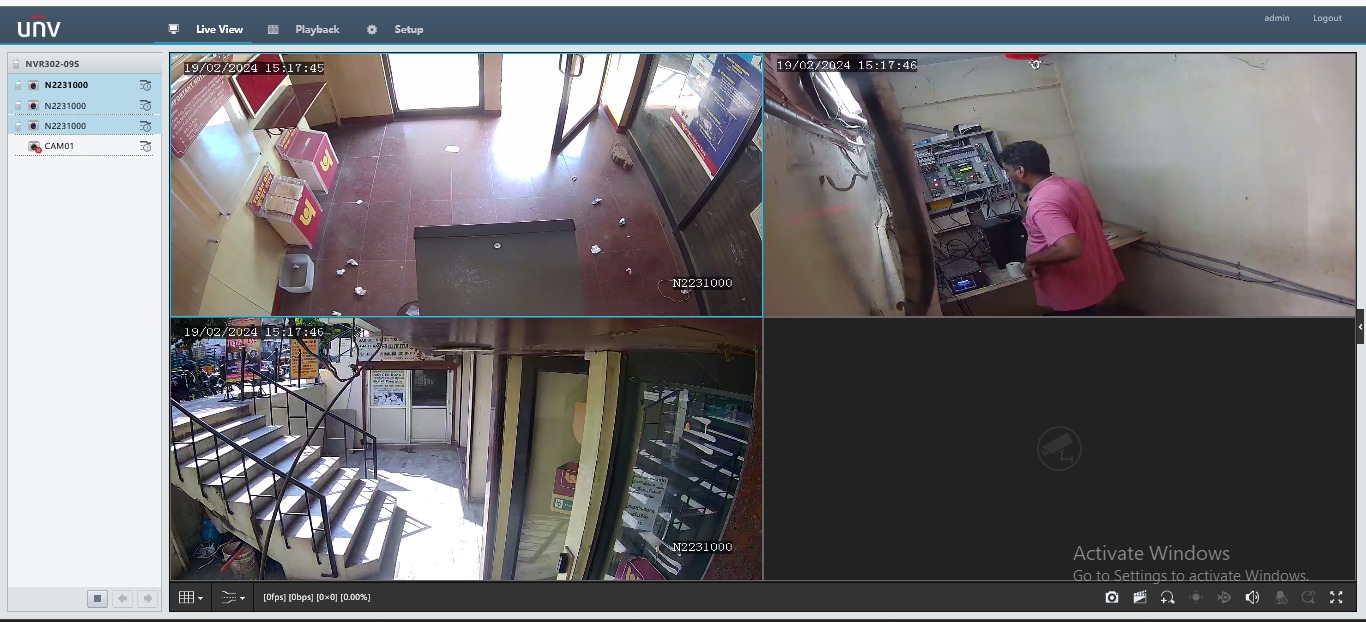 unv
Live View
Playback
Setup
admin
Logout
NVR302-09S
N2231000
N2231000
N2231000
CAM01
19/02/2024 15:17:45
N2231000
19/02/2024 15:17:46
19/02/2024 15:17:46
N2231000
Activate Windows
Go to Settings to activate Windows.
[0fps] [0bps] [0×0] [0.00%]